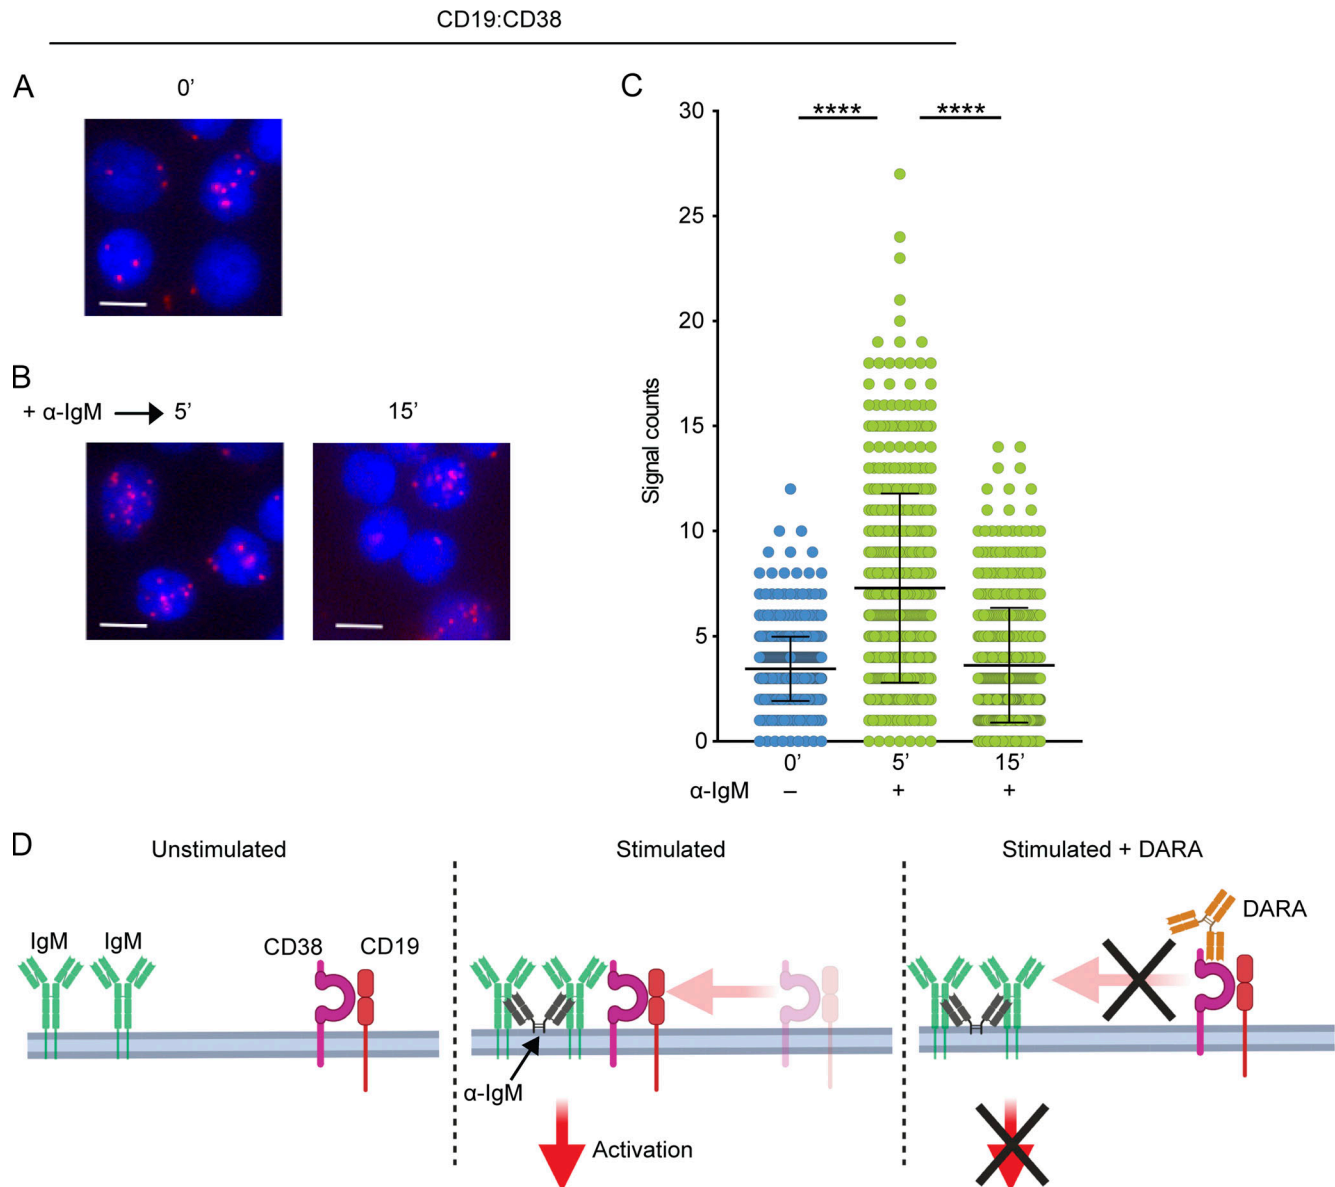 CD19:CD38
A
0’
B
+ α-IgM
5’
15’
C
****
****
30
25
20
15
10
5
0
Signal counts
0’
5’
15’
α-IgM
–
+
+
D
Unstimulated
Stimulated
Stimulated + DARA
IgM
IgM
CD38
CD19
α-IgM
Activation
DARA